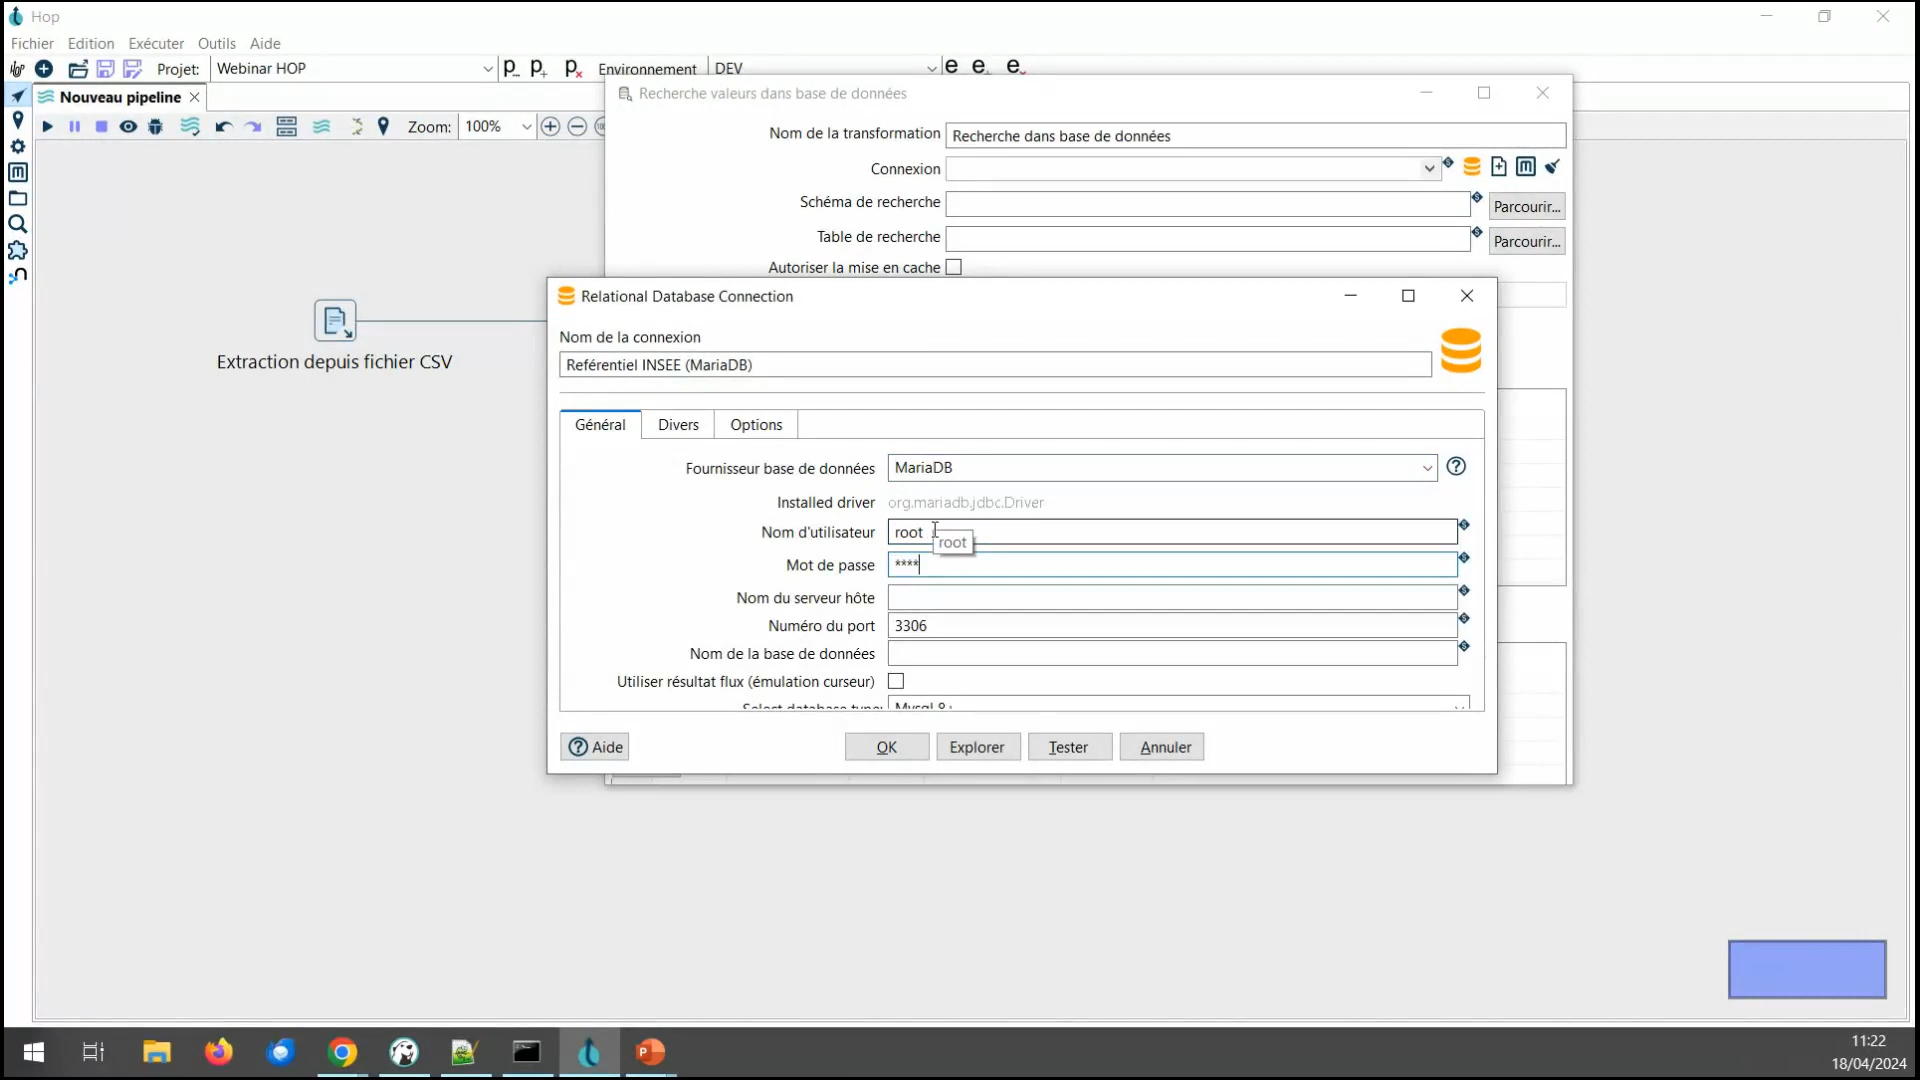 Hop
Fichier Edition Exécuter Outils Aide
Projet: Webinar HOP Environnement DEV
Nouveau pipeline
Zoom: 100%
Recherche valeurs dans base de données
Nom de la transformation Recherche dans base de données
Connexion
Schéma de recherche Parcourir...
Table de recherche Parcourir...
Autoriser la mise en cache
Extraction depuis fichier CSV
Relational Database Connection
Nom de la connexion
Reférentiel INSEE (MariaDB)
Général Divers Options
Fournisseur base de données MariaDB
Installed driver org.mariadb.jdbc.Driver
Nom d'utilisateur root
root
Mot de passe ****
Nom du serveur hôte
Numéro du port 3306
Nom de la base de données
Utiliser résultat flux (émulation curseur)
Select database type: Mysql 8+
Aide OK Explorer Tester Annuler
11:22
18/04/2024